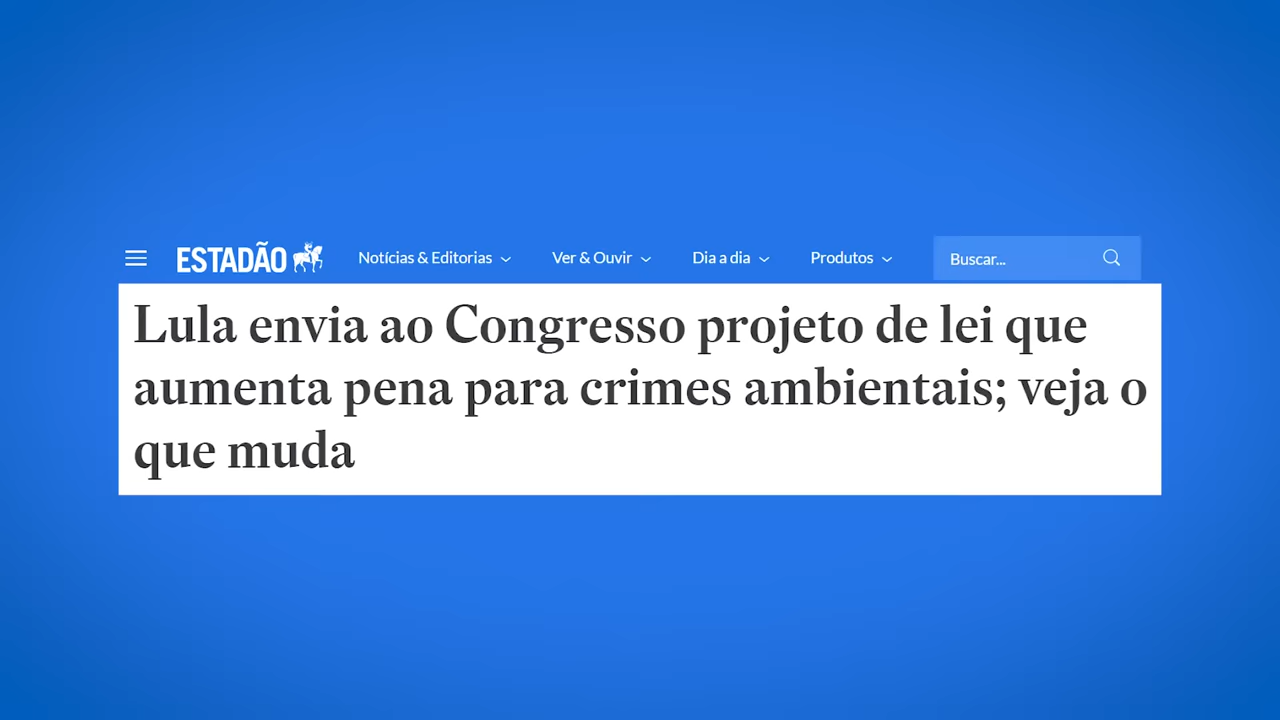 ESTADÃO Notícias & Editorias Ver & Ouvir Dia a dia Produtos Buscar...
Lula envia ao Congresso projeto de lei que
aumenta pena para crimes ambientais; veja o
que muda